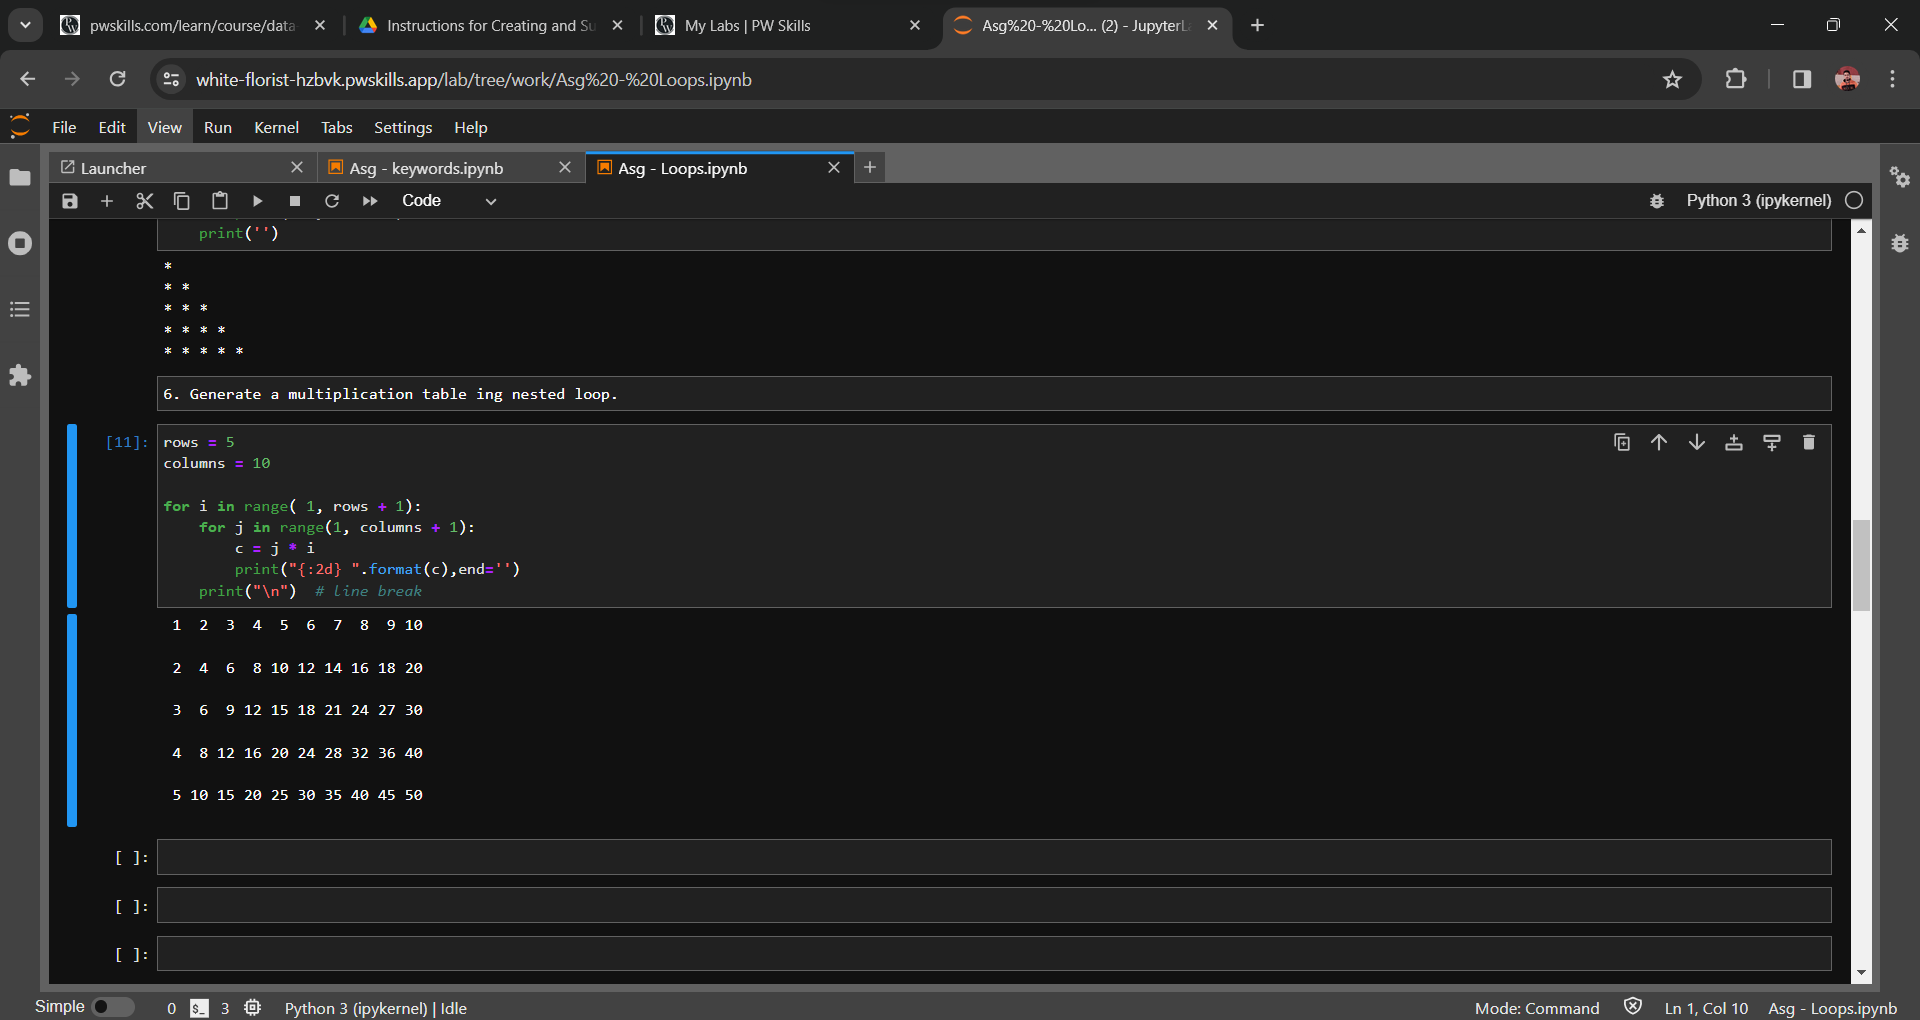 pwskills.com/learn/course/data-
Instructions for Creating and Su
My Labs | PW Skills
Asg%20-%20Lo... (2) - JupyterLa
white-florist-hzbvk.pwskills.app/lab/tree/work/Asg%20-%20Loops.ipynb
File Edit View Run Kernel Tabs Settings Help
Launcher
Asg - keywords.ipynb
Asg - Loops.ipynb
Code
Python 3 (ipykernel)
print('')
*
* *
* * *
* * * *
* * * * *
6. Generate a multiplication table ing nested loop.
[11]:
rows = 5
columns = 10
for i in range( 1, rows + 1):
    for j in range(1, columns + 1):
        c = j * i
        print("{:2d} ".format(c),end='')
    print("\n")  # line break
1 2 3 4 5 6 7 8 9 10
2 4 6 8 10 12 14 16 18 20
3 6 9 12 15 18 21 24 27 30
4 8 12 16 20 24 28 32 36 40
5 10 15 20 25 30 35 40 45 50
[ ]:
[ ]:
[ ]:
Simple 0 $_ 3 Python 3 (ipykernel) | Idle
Mode: Command Ln 1, Col 10 Asg - Loops.ipynb